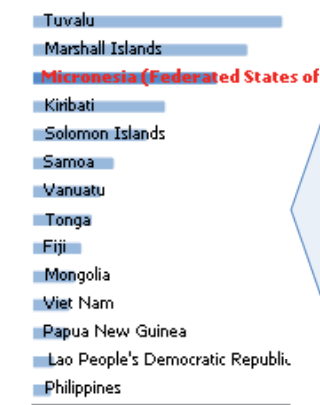 Tuvalu
Marshall Islands
Micronesia (Federated States of
Kiribati
Solomon Islands
Samoa
Vanuatu
Tonga
Fiji
Mongolia
Viet Nam
Papua New Guinea
Lao People's Democratic Republic
Philippines